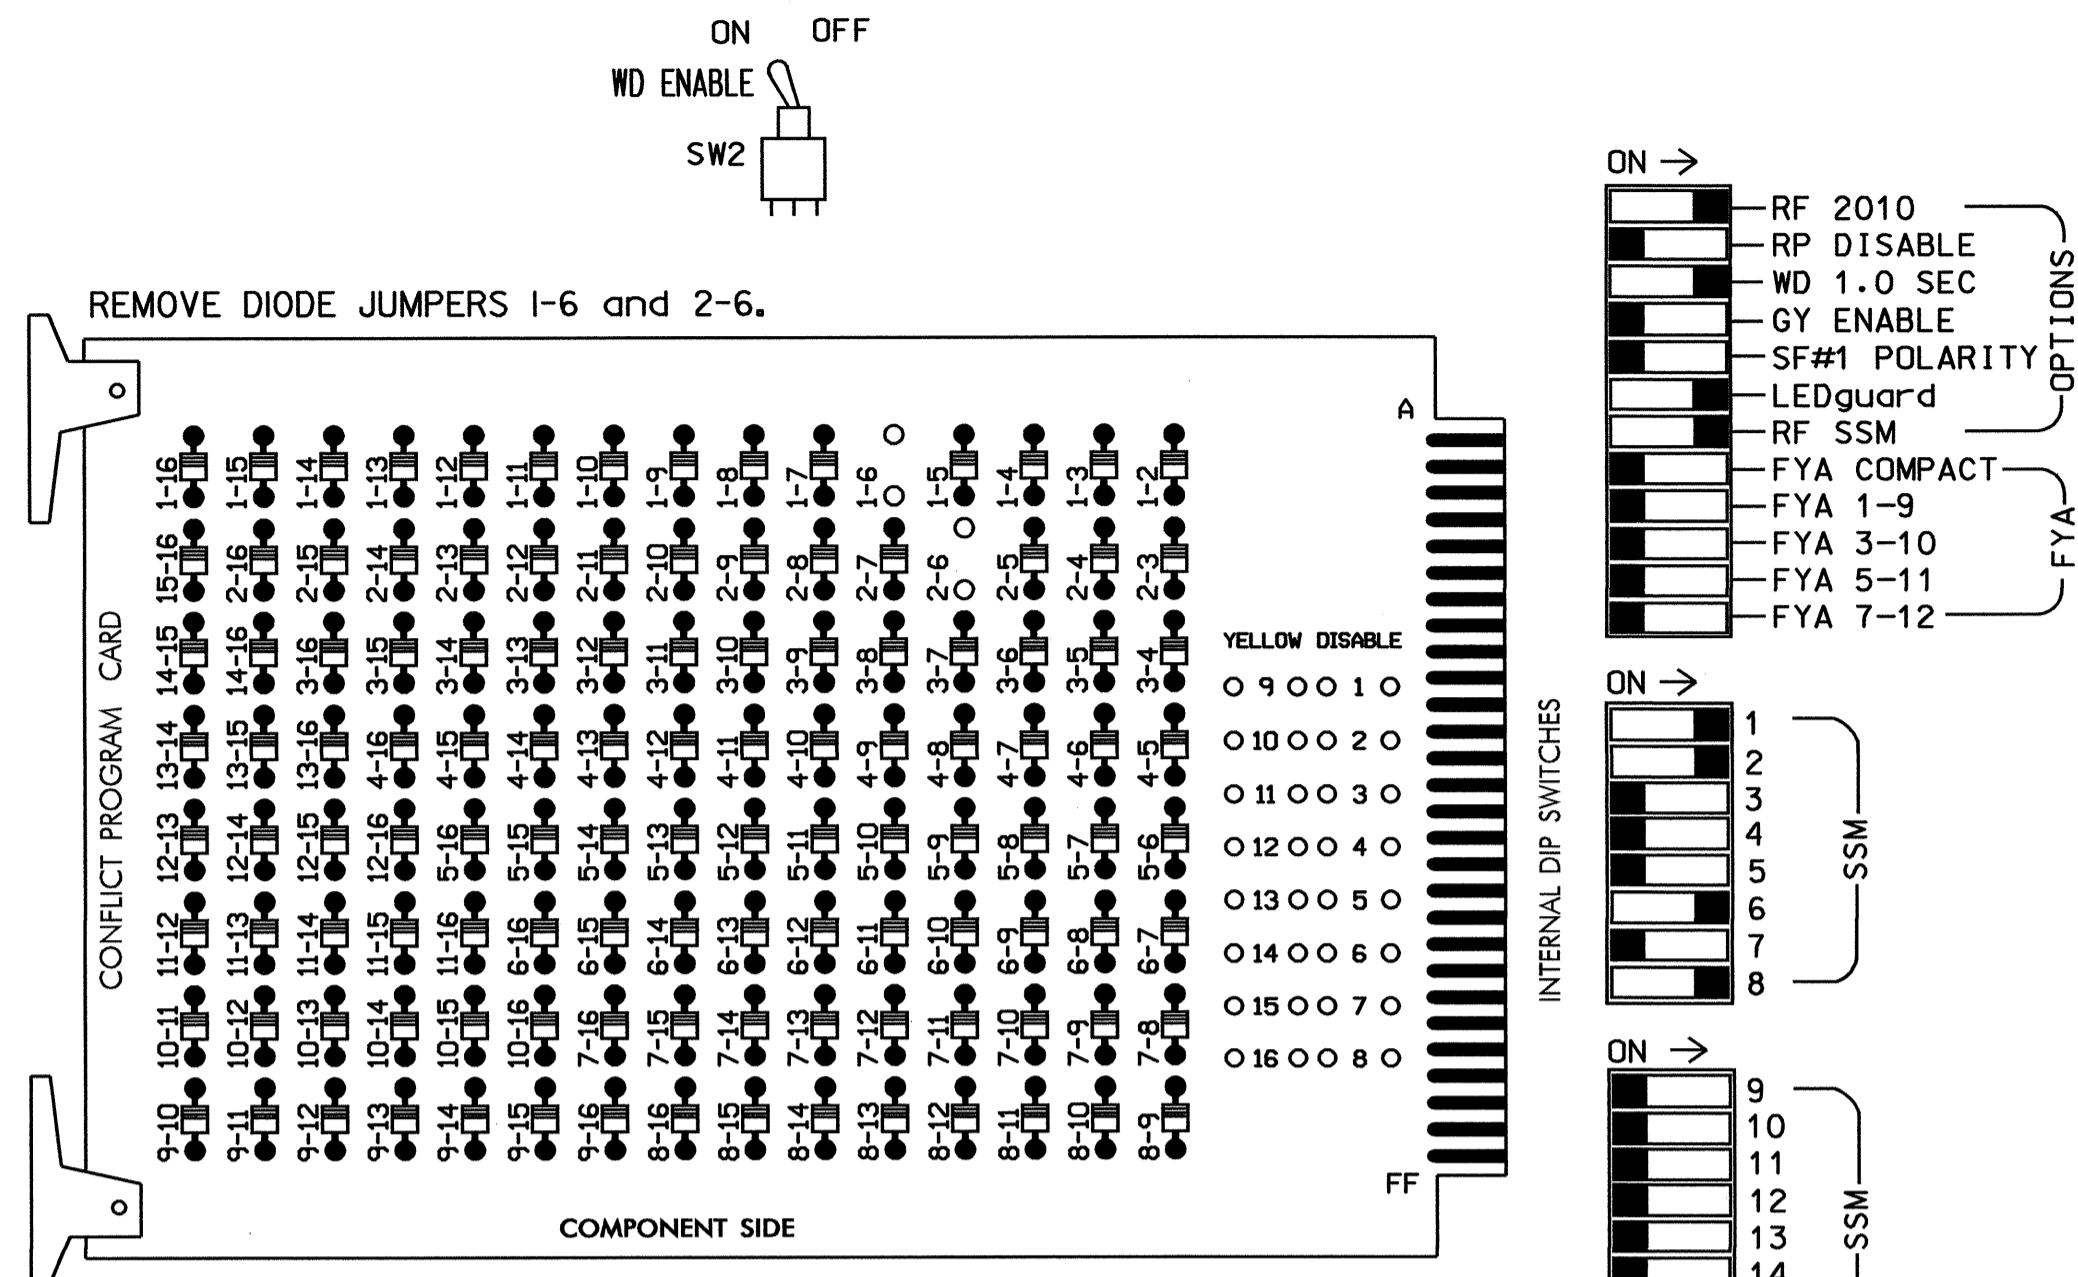 ON OFF
WD ENABLE
SW2
REMOVE DIODE JUMPERS 1-6 and 2-6.
CONFLICT PROGRAM CARD
A
1-16 1-15 1-14 1-13 1-12 1-11 1-10 1-9 1-8 1-7 1-6 1-5 1-4 1-3 1-2
15-16 2-16 2-15 2-14 2-13 2-12 2-11 2-10 2-9 2-8 2-7 2-6 2-5 2-4 2-3
14-15 14-16 3-16 3-15 3-14 3-13 3-12 3-11 3-10 3-9 3-8 3-7 3-6 3-5 3-4
13-14 13-15 13-16 4-16 4-15 4-14 4-13 4-12 4-11 4-10 4-9 4-8 4-7 4-6 4-5
12-13 12-14 12-15 12-16 5-16 5-15 5-14 5-13 5-12 5-11 5-10 5-9 5-8 5-7 5-6
11-12 11-13 11-14 11-15 11-16 6-16 6-15 6-14 6-13 6-12 6-11 6-10 6-9 6-8 6-7
10-11 10-12 10-13 10-14 10-15 10-16 7-16 7-15 7-14 7-13 7-12 7-11 7-10 7-9 7-8
9-10 9-11 9-12 9-13 9-14 9-15 9-16 8-16 8-15 8-14 8-13 8-12 8-11 8-10 8-9
YELLOW DISABLE
9 1
10 2
11 3
12 4
13 5
14 6
15 7
16 8
FF
COMPONENT SIDE
INTERNAL DIP SWITCHES
ON →
RF 2010
RP DISABLE
WD 1.0 SEC
GY ENABLE
SF#1 POLARITY
LEDguard
RF SSM
OPTIONS
FYA COMPACT
FYA 1-9
FYA 3-10
FYA 5-11
FYA 7-12
FYA
ON →
1
2
3
4
5
6
7
8
SSM
ON →
9
10
11
12
13
14
SSM